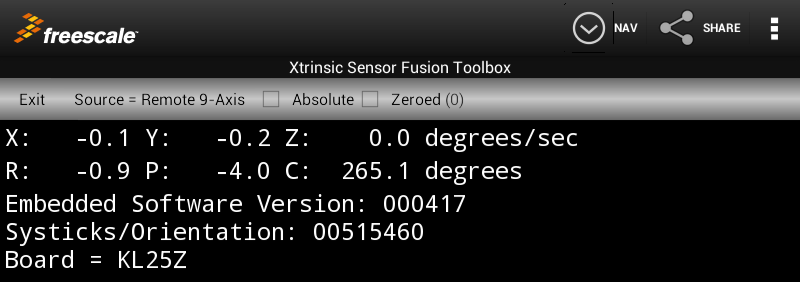 freescale™
NAV
SHARE
Xtrinsic Sensor Fusion Toolbox
Exit Source = Remote 9-Axis Absolute Zeroed (0)
X: -0.1 Y: -0.2 Z: 0.0 degrees/sec
R: -0.9 P: -4.0 C: 265.1 degrees
Embedded Software Version: 000417
Systicks/Orientation: 00515460
Board = KL25Z